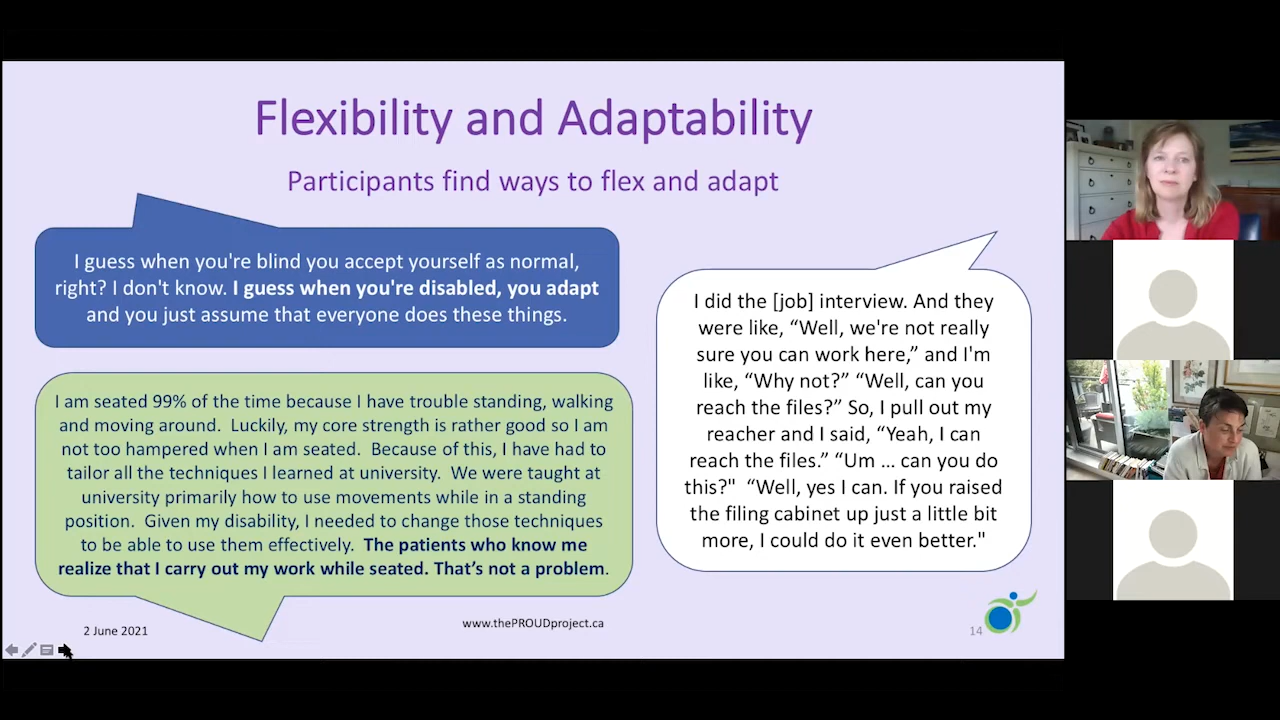 Flexibility and Adaptability
Participants find ways to flex and adapt
I guess when you're blind you accept yourself as normal,
right? I don't know. I guess when you're disabled, you adapt
and you just assume that everyone does these things.
I am seated 99% of the time because I have trouble standing, walking
and moving around. Luckily, my core strength is rather good so I am
not too hampered when I am seated. Because of this, I have had to
tailor all the techniques I learned at university. We were taught at
university primarily how to use movements while in a standing
position. Given my disability, I needed to change those techniques
to be able to use them effectively. The patients who know me
realize that I carry out my work while seated. That’s not a problem.
I did the [job] interview. And they
were like, “Well, we're not really
sure you can work here,” and I'm
like, “Why not?” “Well, can you
reach the files?” So, I pull out my
reacher and I said, “Yeah, I can
reach the files.” “Um … can you do
this?" “Well, yes I can. If you raised
the filing cabinet up just a little bit
more, I could do it even better."
2 June 2021
www.thePROUDproject.ca
14